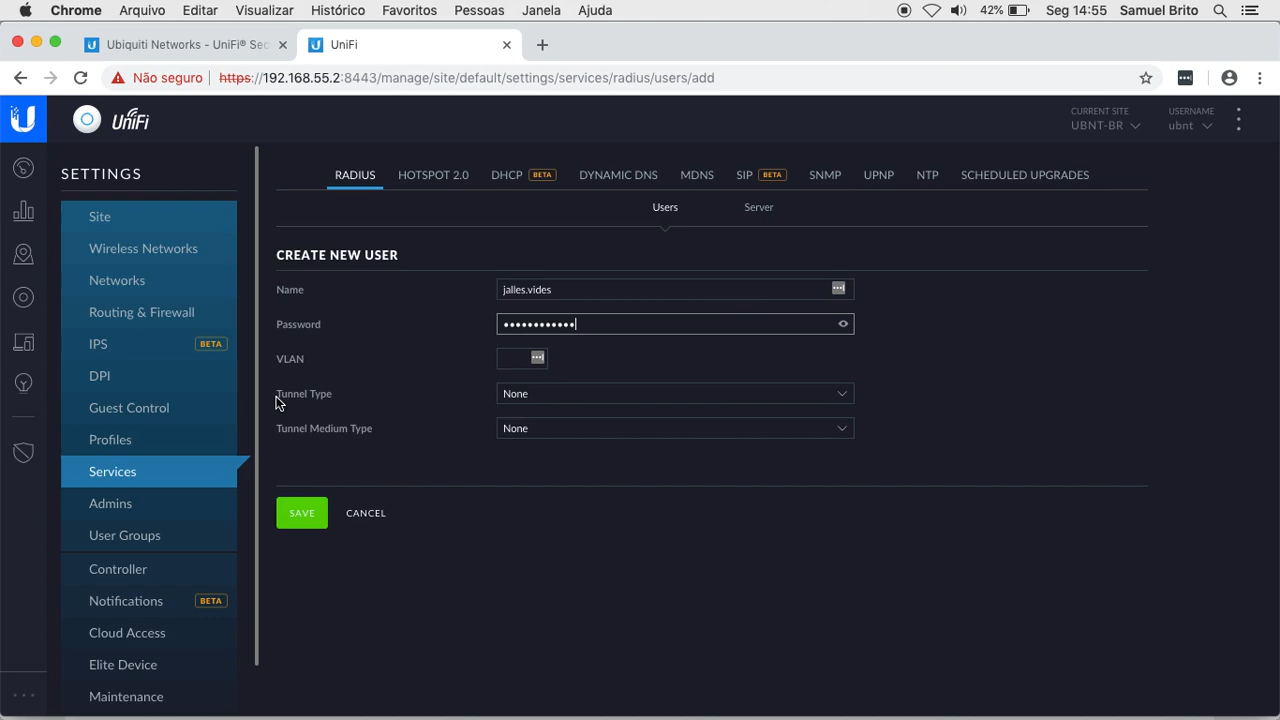 Chrome Arquivo Editar Visualizar Histórico Favoritos Pessoas Janela Ajuda 42% Seg 14:55 Samuel Brito
Ubiquiti Networks - UniFi® Sec UniFi
Não seguro https://192.168.55.2:8443/manage/site/default/settings/services/radius/users/add
UniFi CURRENT SITE USERNAME
UBNT-BR ubnt
SETTINGS
Site
Wireless Networks
Networks
Routing & Firewall
IPS BETA
DPI
Guest Control
Profiles
Services
Admins
User Groups
Controller
Notifications BETA
Cloud Access
Elite Device
Maintenance
RADIUS HOTSPOT 2.0 DHCP BETA DYNAMIC DNS MDNS SIP BETA SNMP UPNP NTP SCHEDULED UPGRADES
Users Server
CREATE NEW USER
Name jalles.vides
Password ••••••••••••
VLAN
Tunnel Type None
Tunnel Medium Type None
SAVE CANCEL